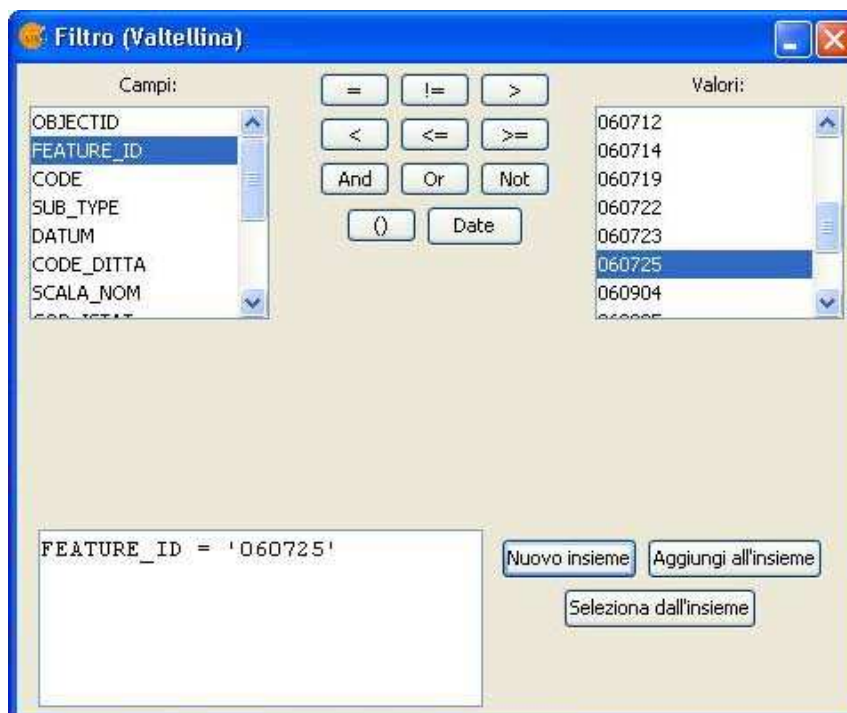 Filtro (Valtellina)
Campi:
OBJECTID
FEATURE_ID
CODE
SUB_TYPE
DATUM
CODE_DITTA
SCALA_NOM
= != >
< <= >=
And Or Not
() Date
Valori:
060712
060714
060719
060722
060723
060725
060904
FEATURE_ID = '060725'
Nuovo insieme Aggiungi all'insieme
Seleziona dall'insieme